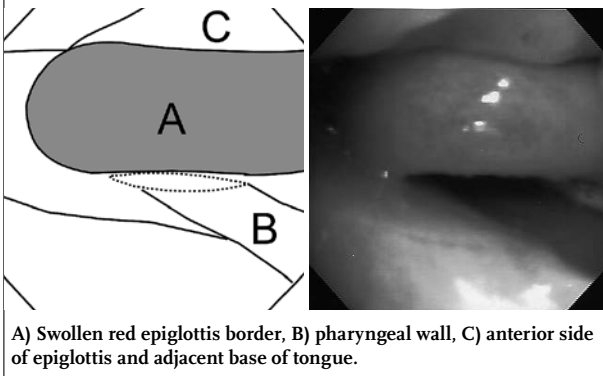 C
A
B
A) Swollen red epiglottis border, B) pharyngeal wall, C) anterior side
of epiglottis and adjacent base of tongue.